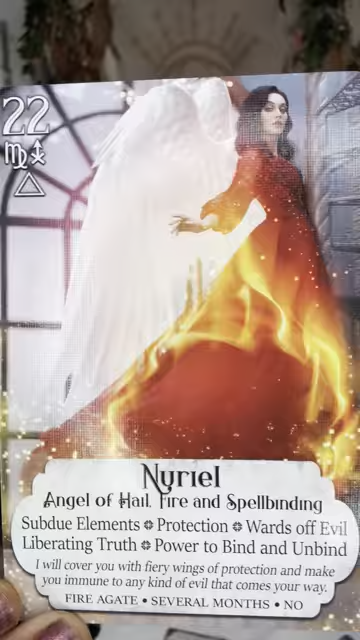 22
Nyriel
Angel of Hail, Fire and Spellbinding
Subdue Elements ❉ Protection ❉ Wards off Evil
Liberating Truth ❉ Power to Bind and Unbind
I will cover you with fiery wings of protection and make
you immune to any kind of evil that comes your way.
FIRE AGATE • SEVERAL MONTHS • NO